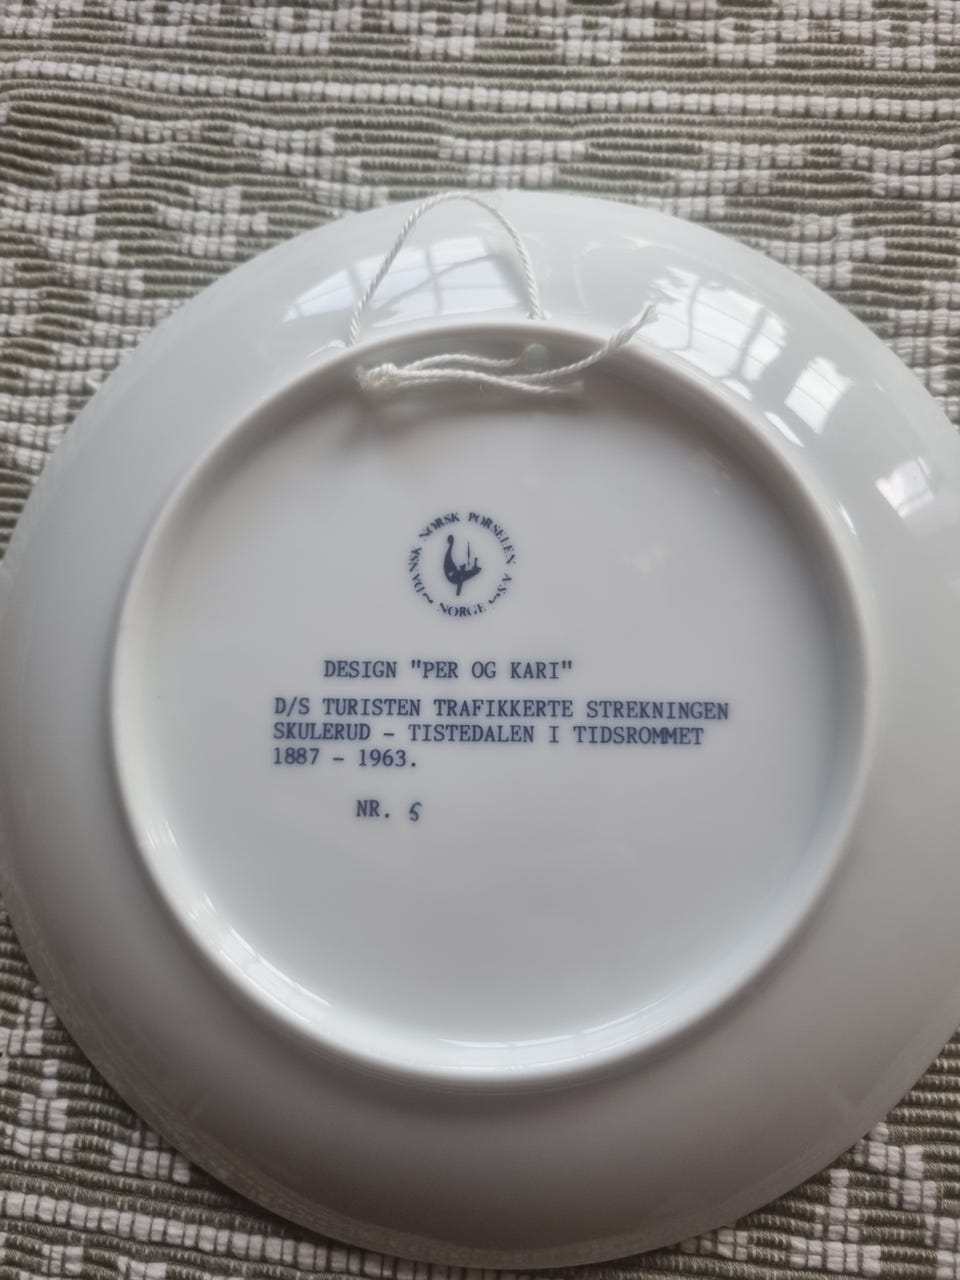 DANSK NORSK PORSELEN A/S
NORGE
DESIGN "PER OG KARI"
D/S TURISTEN TRAFIKKERTE STREKNINGEN
SKULERUD – TISTEDALEN I TIDSROMMET
1887 – 1963.
NR. 5